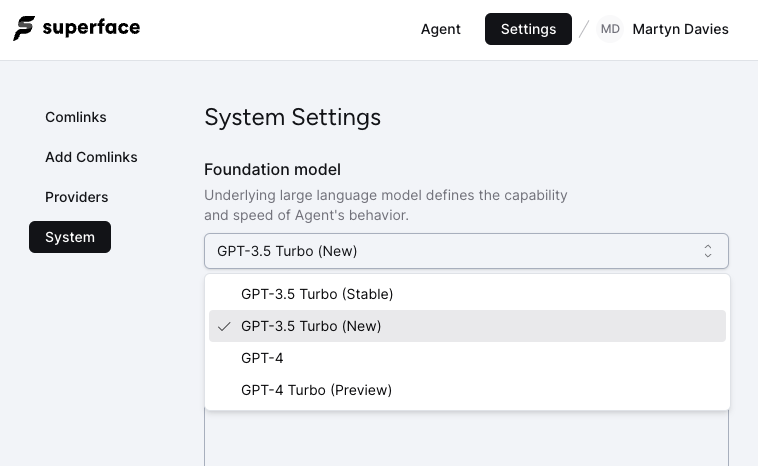 superface
Agent
Settings
MD
Martyn Davies
Comlinks
Add Comlinks
Providers
System
System Settings
Foundation model
Underlying large language model defines the capability
and speed of Agent's behavior.
GPT-3.5 Turbo (New)
GPT-3.5 Turbo (Stable)
GPT-3.5 Turbo (New)
GPT-4
GPT-4 Turbo (Preview)